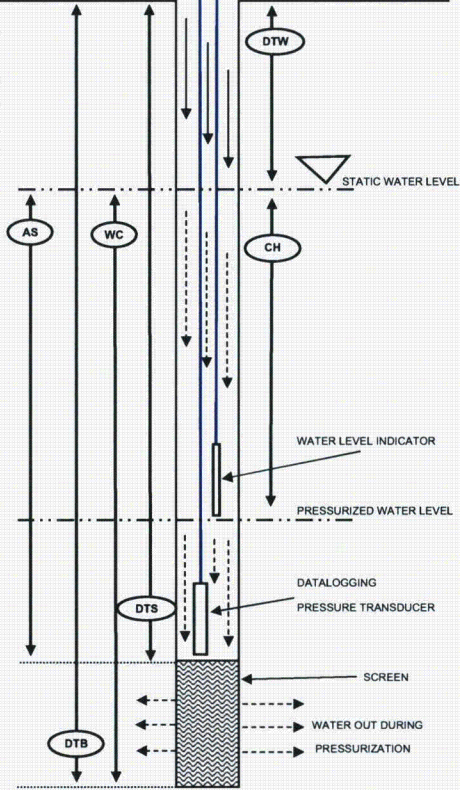 DTW
STATIC WATER LEVEL
AS
WC
CH
WATER LEVEL INDICATOR
PRESSURIZED WATER LEVEL
DATALOGGING
PRESSURE TRANSDUCER
DTS
SCREEN
WATER OUT DURING
PRESSURIZATION
DTB